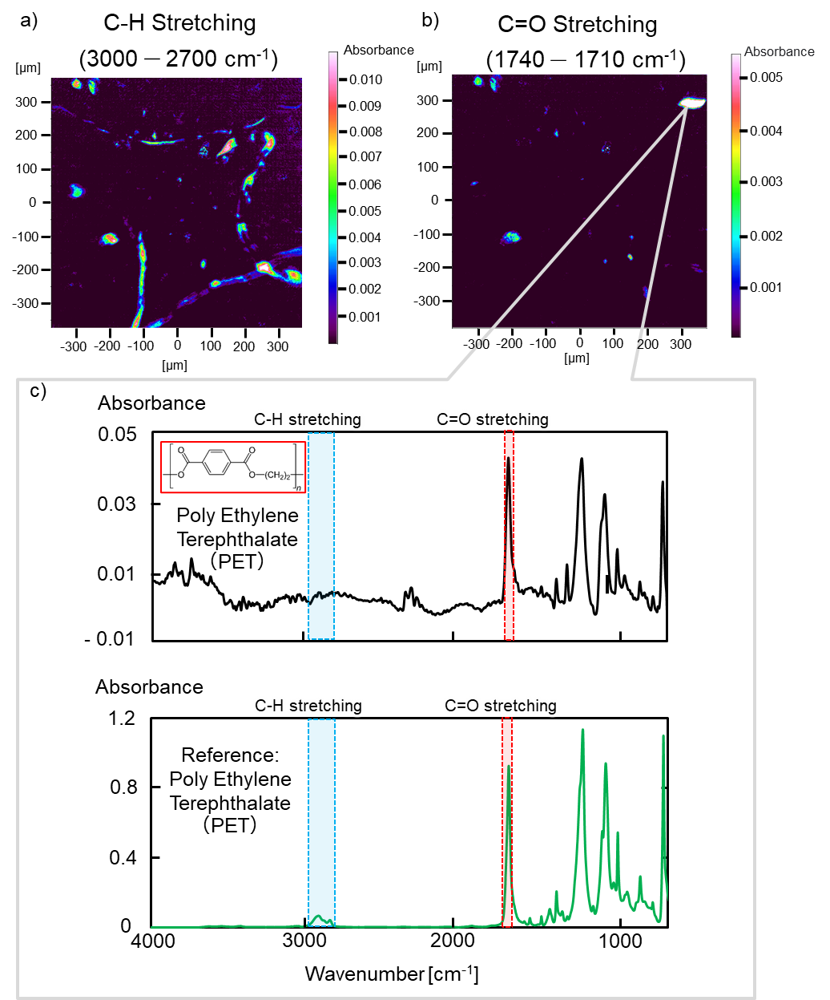 a)
C-H Stretching
(3000 – 2700 cm-1)
[µm]
Absorbance
0.010
0.009
0.008
0.007
0.006
0.005
0.004
0.003
0.002
0.001
300
200
100
0
-100
-200
-300
-300 -200 -100 0 100 200 300
[µm]
b)
C=O Stretching
(1740 – 1710 cm-1)
[µm]
Absorbance
0.005
0.004
0.003
0.002
0.001
300
200
100
0
-100
-200
-300
-300 -200 -100 0 100 200 300
[µm]
c)
Absorbance
C-H stretching
C=O stretching
0.05
0.03
0.01
- 0.01
O O
O O–(CH2)2
n
Poly Ethylene
Terephthalate
(PET)
Absorbance
C-H stretching
C=O stretching
1.2
0.8
0.4
0
Reference:
Poly Ethylene
Terephthalate
(PET)
4000 3000 2000 1000
Wavenumber [cm-1]